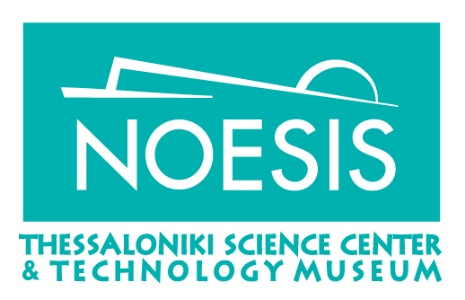 NOESIS
THESSALONIKI SCIENCE CENTER
& TECHNOLOGY MUSEUM